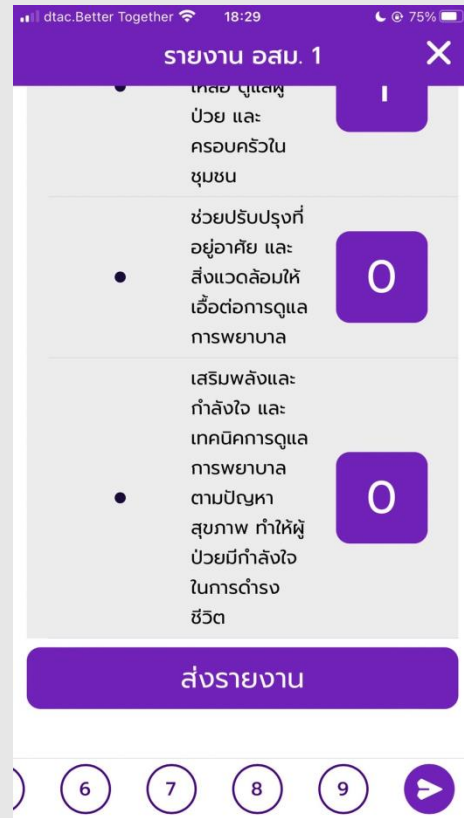 dtac.Better Together 18:29 75%
รายงาน อสม. 1
เหลือ ดูแลผู้
ป่วย และ
ครอบครัวใน
ชุมชน
1
ช่วยปรับปรุงที่
อยู่อาศัย และ
สิ่งแวดล้อมให้
เอื้อต่อการดูแล
การพยาบาล
0
เสริมพลังและ
กำลังใจ และ
เทคนิคการดูแล
การพยาบาล
ตามปัญหา
สุขภาพ ทำให้ผู้
ป่วยมีกำลังใจ
ในการดำรง
ชีวิต
0
ส่งรายงาน
6 7 8 9